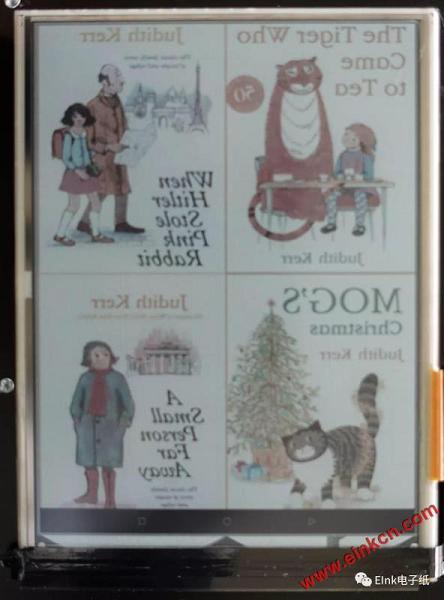 Judith Kerr
When
Hitler
Stole
Pink
Rabbit
The Tiger Who
Came
to Tea
50
Judith Kerr
Judith Kerr
A
Small
Person
Far
Away
MOG'S
Christmas
Judith Kerr
www.einkcn.com
EInk电子纸